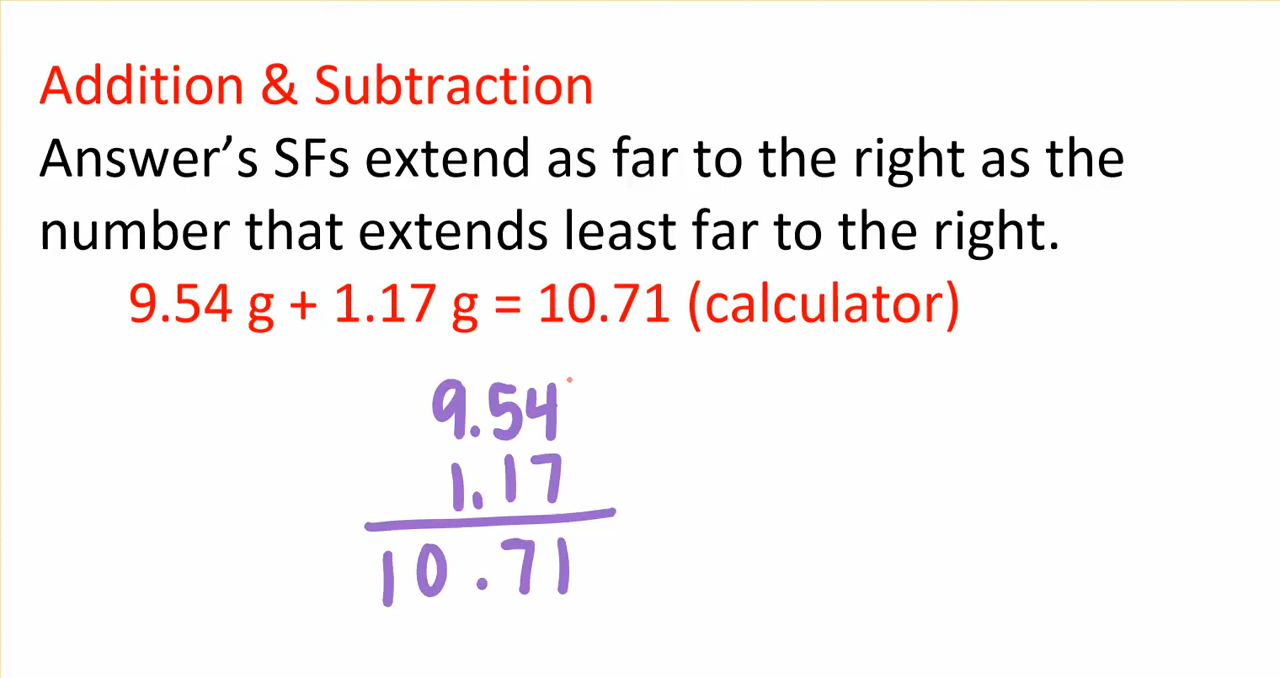 Addition & Subtraction
Answer’s SFs extend as far to the right as the
number that extends least far to the right.
9.54 g + 1.17 g = 10.71 (calculator)
9.54
1.17
10.71